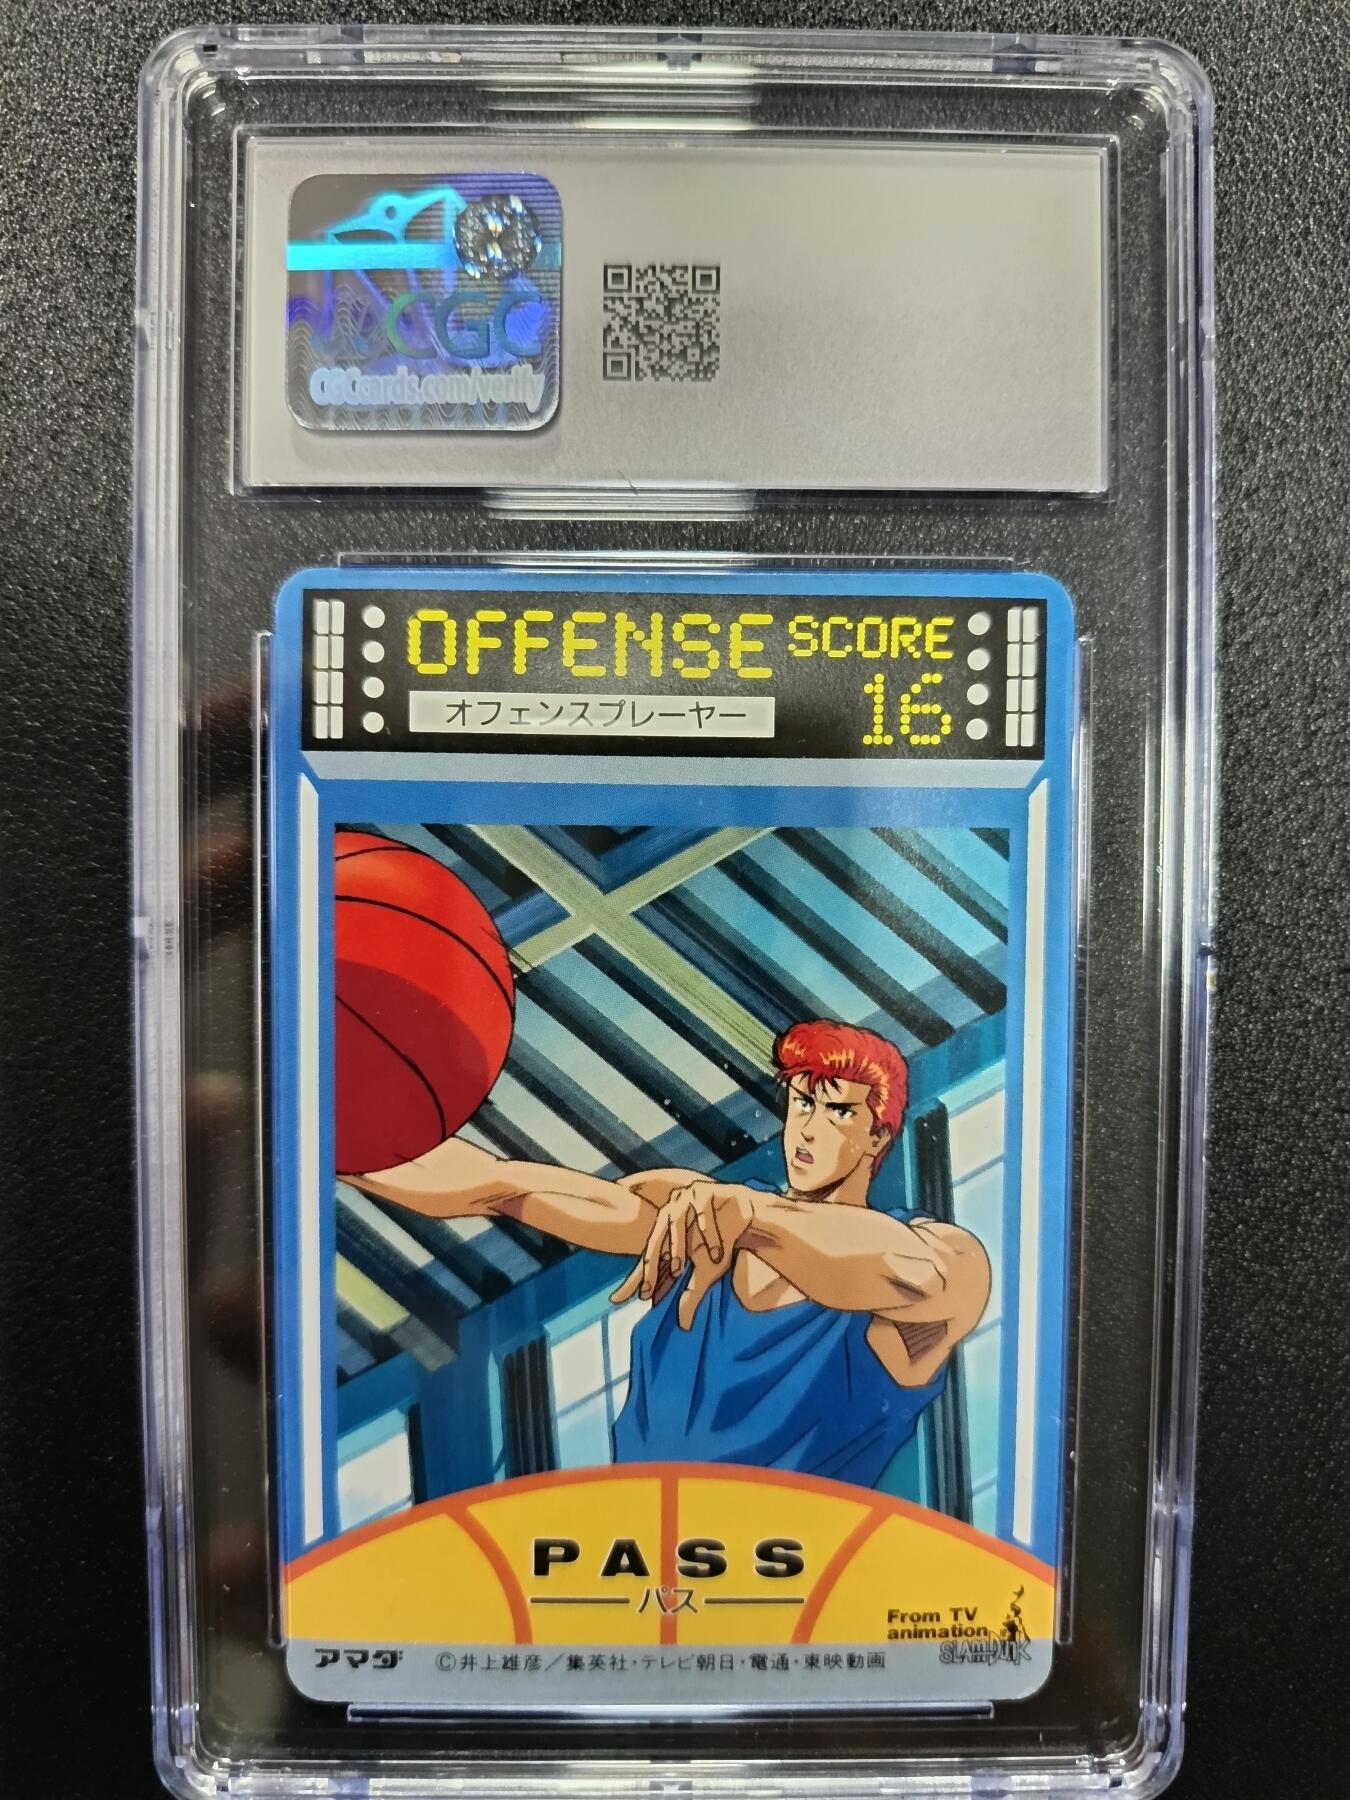 CGC
CGCcards.com/verify
OFFENSE SCORE
オフェンスプレーヤー
16
PASS
パス
From TV
animation
SLAM DUNK
アマダ
©井上雄彦／集英社・テレビ朝日・電通・東映動画